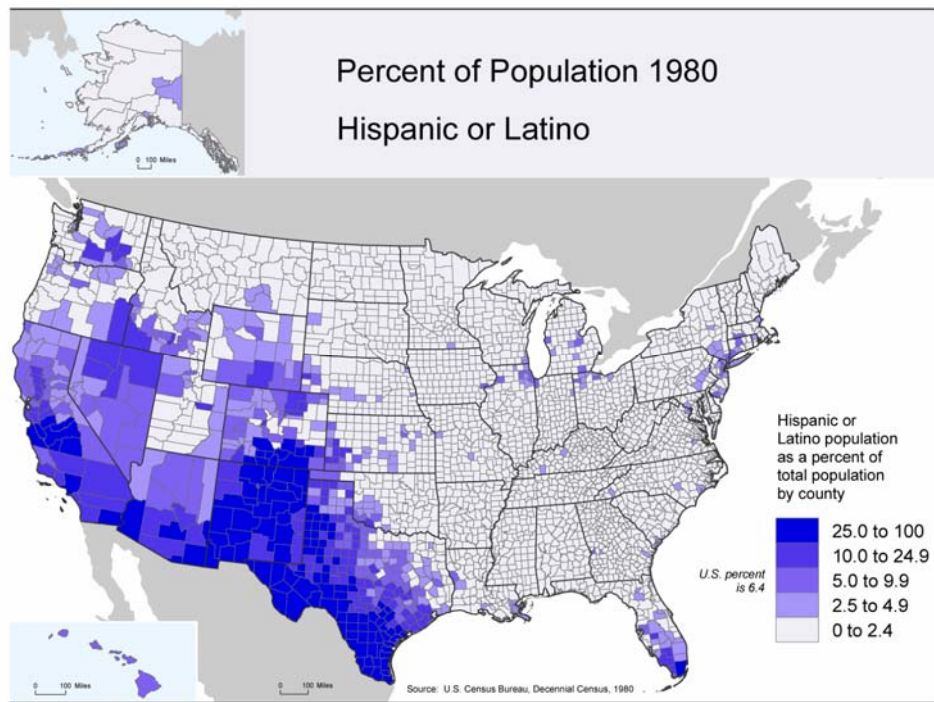 Percent of Population 1980
Hispanic or Latino
0 100 Miles
Hispanic or
Latino population
as a percent of
total population
by county
25.0 to 100
10.0 to 24.9
5.0 to 9.9
2.5 to 4.9
0 to 2.4
U.S. percent
is 6.4
0 100 Miles
0 100 Miles
Source: U.S. Census Bureau, Decennial Census, 1980